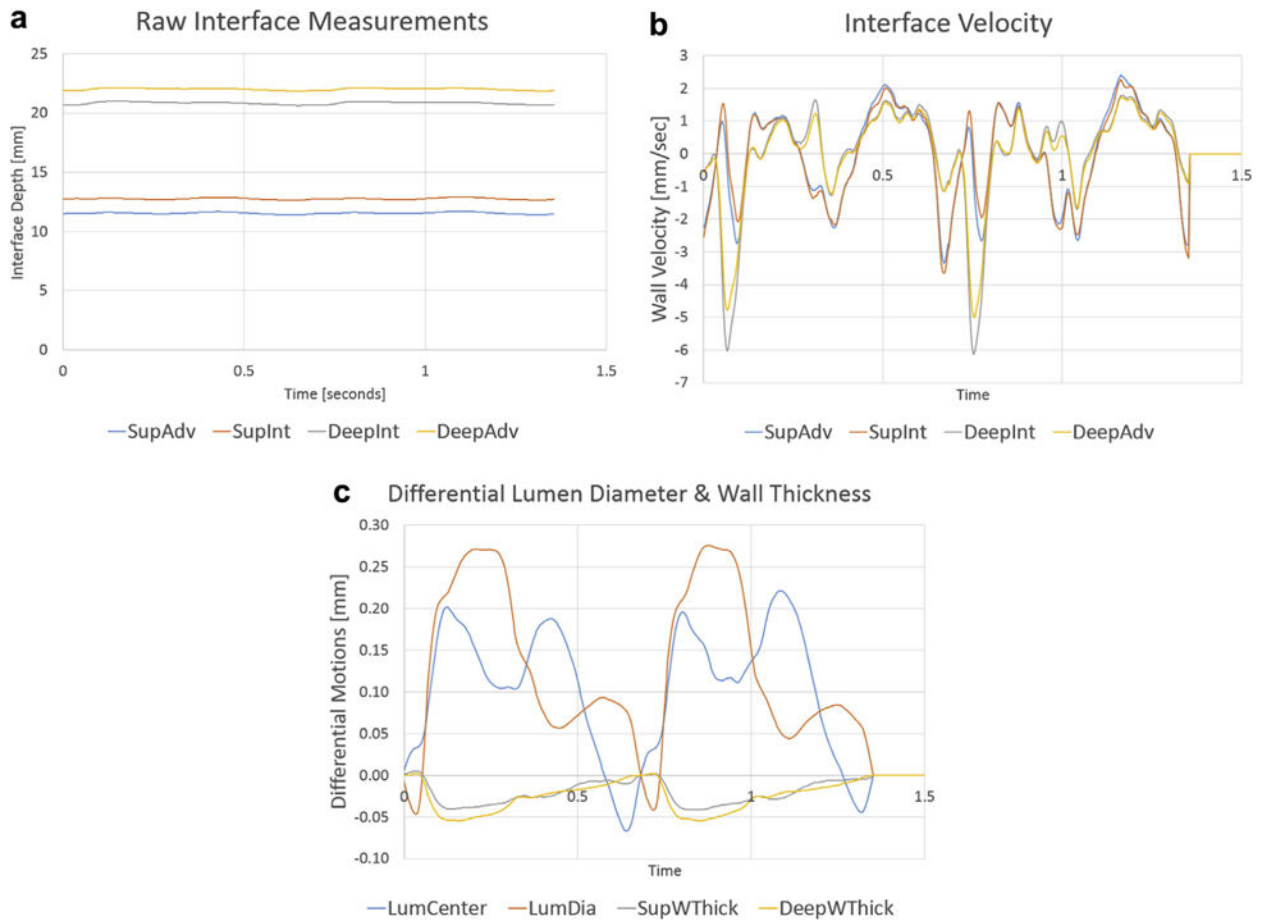 a
Raw Interface Measurements
25
20
15
10
5
0
Interface Depth [mm]
0 0.5 1 1.5
Time [seconds]
SupAdv SupInt DeepInt DeepAdv
b
Interface Velocity
3
2
1
0
-1
-2
-3
-4
-5
-6
-7
Wall Velocity [mm/sec]
0 0.5 1 1.5
Time
SupAdv SupInt DeepInt DeepAdv
c
Differential Lumen Diameter & Wall Thickness
0.30
0.25
0.20
0.15
0.10
0.05
0.00
-0.05
-0.10
Differential Motions [mm]
0 0.5 1 1.5
Time
LumCenter LumDia SupWThick DeepWThick